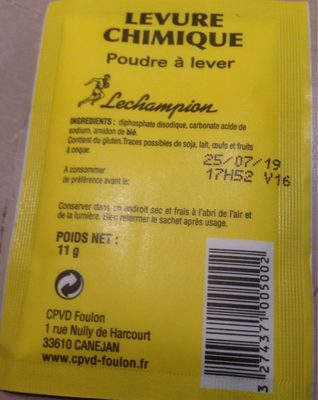 LEVURE
CHIMIQUE
Poudre à lever
Lechampion
INGREDIENTS : diphosphate disodique, carbonate acide de
sodium, amidon de blé.
Contient du gluten.Traces possibles de soja, lait, œufs et fruits
à coque.
25/07/19
A consommer
de préférence avant le:
17H52 V16
Conserver dans un endroit sec et frais à l'abri de l'air et
de la lumière. Bien refermer le sachet après usage.
POIDS NET :
11 g
CPVD Foulon
1 rue Nully de Harcourt
33610 CANEJAN
www.cpvd-foulon.fr
3 274371 005002